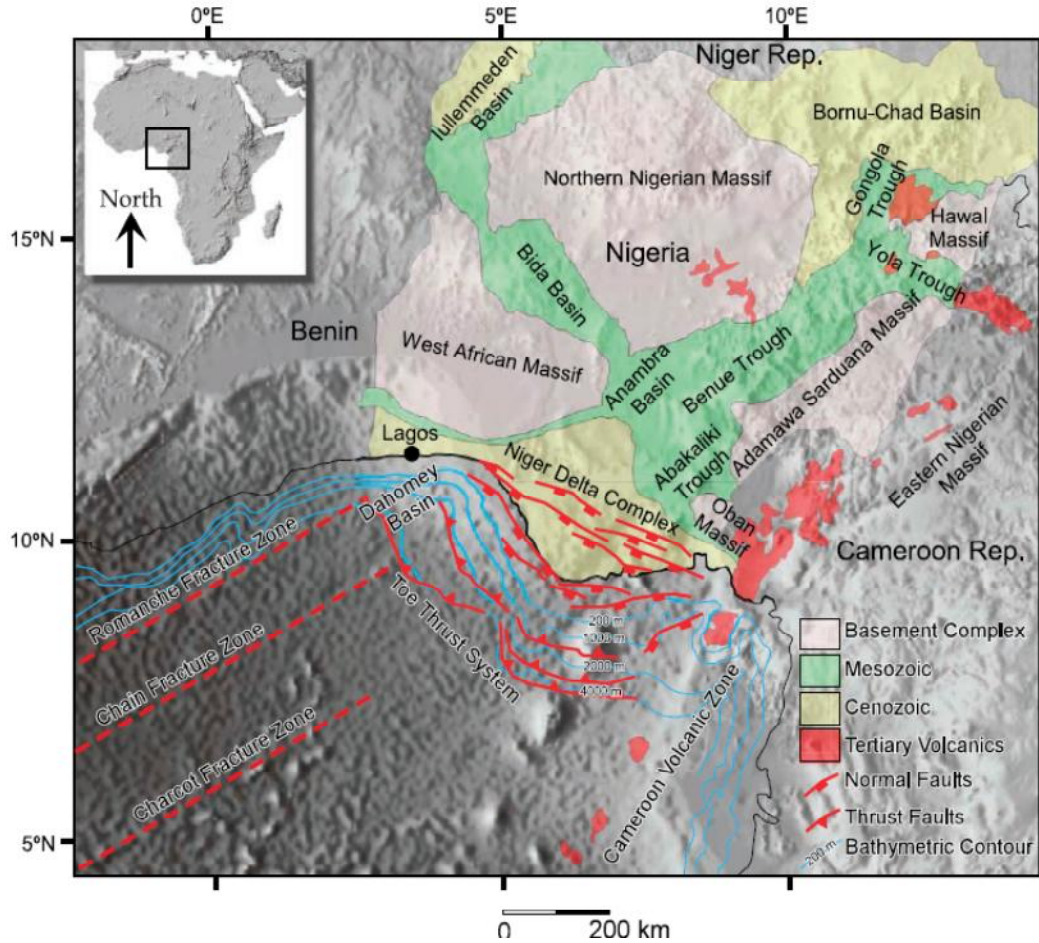 0ºE
5ºE
10ºE
15ºN
10ºN
5ºN
North
Niger Rep.
Iullemmeden
Basin
Bornu-Chad Basin
Northern Nigerian Massif
Gongola
Trough
Hawal
Massif
Nigeria
Yola Trough
Bida Basin
Benin
West African Massif
Anambra
Basin
Benue Trough
Adamawa Sarduana Massif
Lagos
Niger Delta Complex
Abakaliki
Trough
Eastern Nigerian
Massif
Dahomey
Basin
Oban
Massif
Cameroon Rep.
Romanche Fracture Zone
Toe Thrust System
200 m
2000 m
4000 m
Chain Fracture Zone
Charcot Fracture Zone
Cameroon Volcanic Zone
Basement Complex
Mesozoic
Cenozoic
Tertiary Volcanics
Normal Faults
Thrust Faults
200 m
Bathymetric Contour
0 200 km